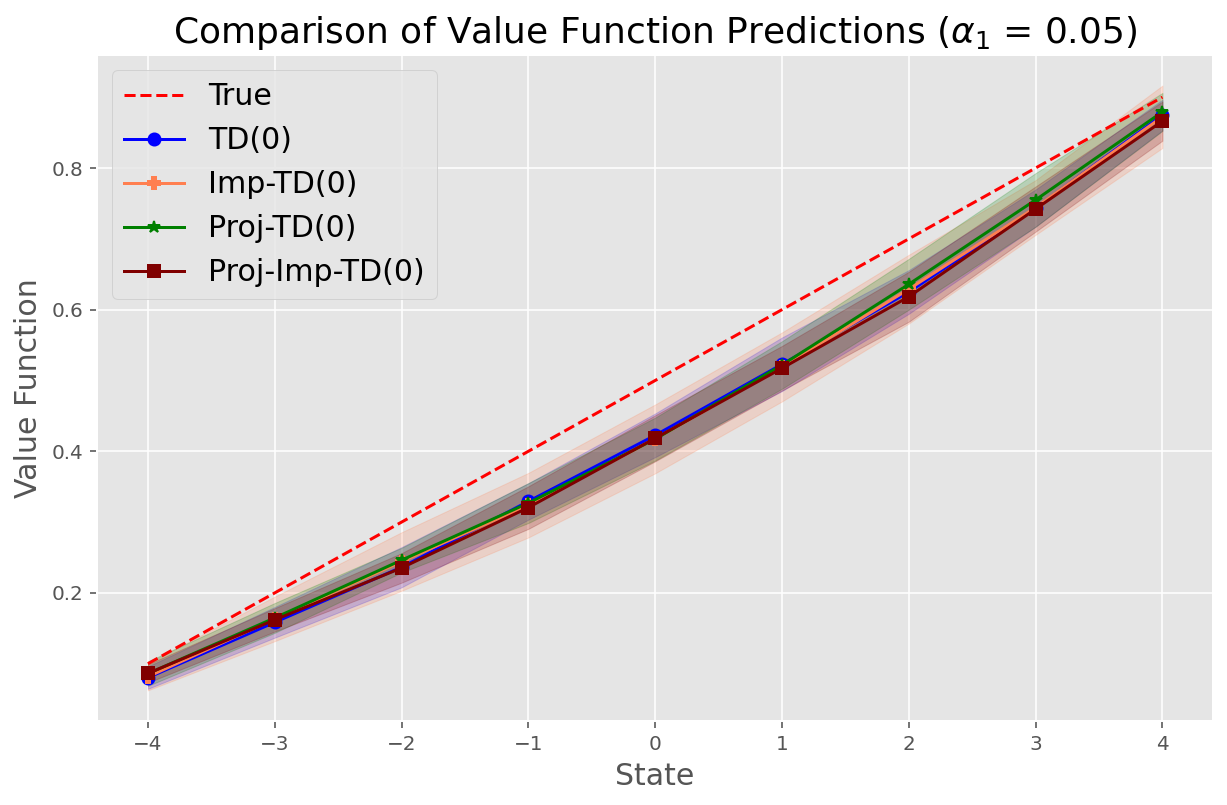 Comparison of Value Function Predictions (α₁ = 0.05)
True
TD(0)
Imp-TD(0)
Proj-TD(0)
Proj-Imp-TD(0)
Value Function
0.8
0.6
0.4
0.2
−4 −3 −2 −1 0 1 2 3 4
State